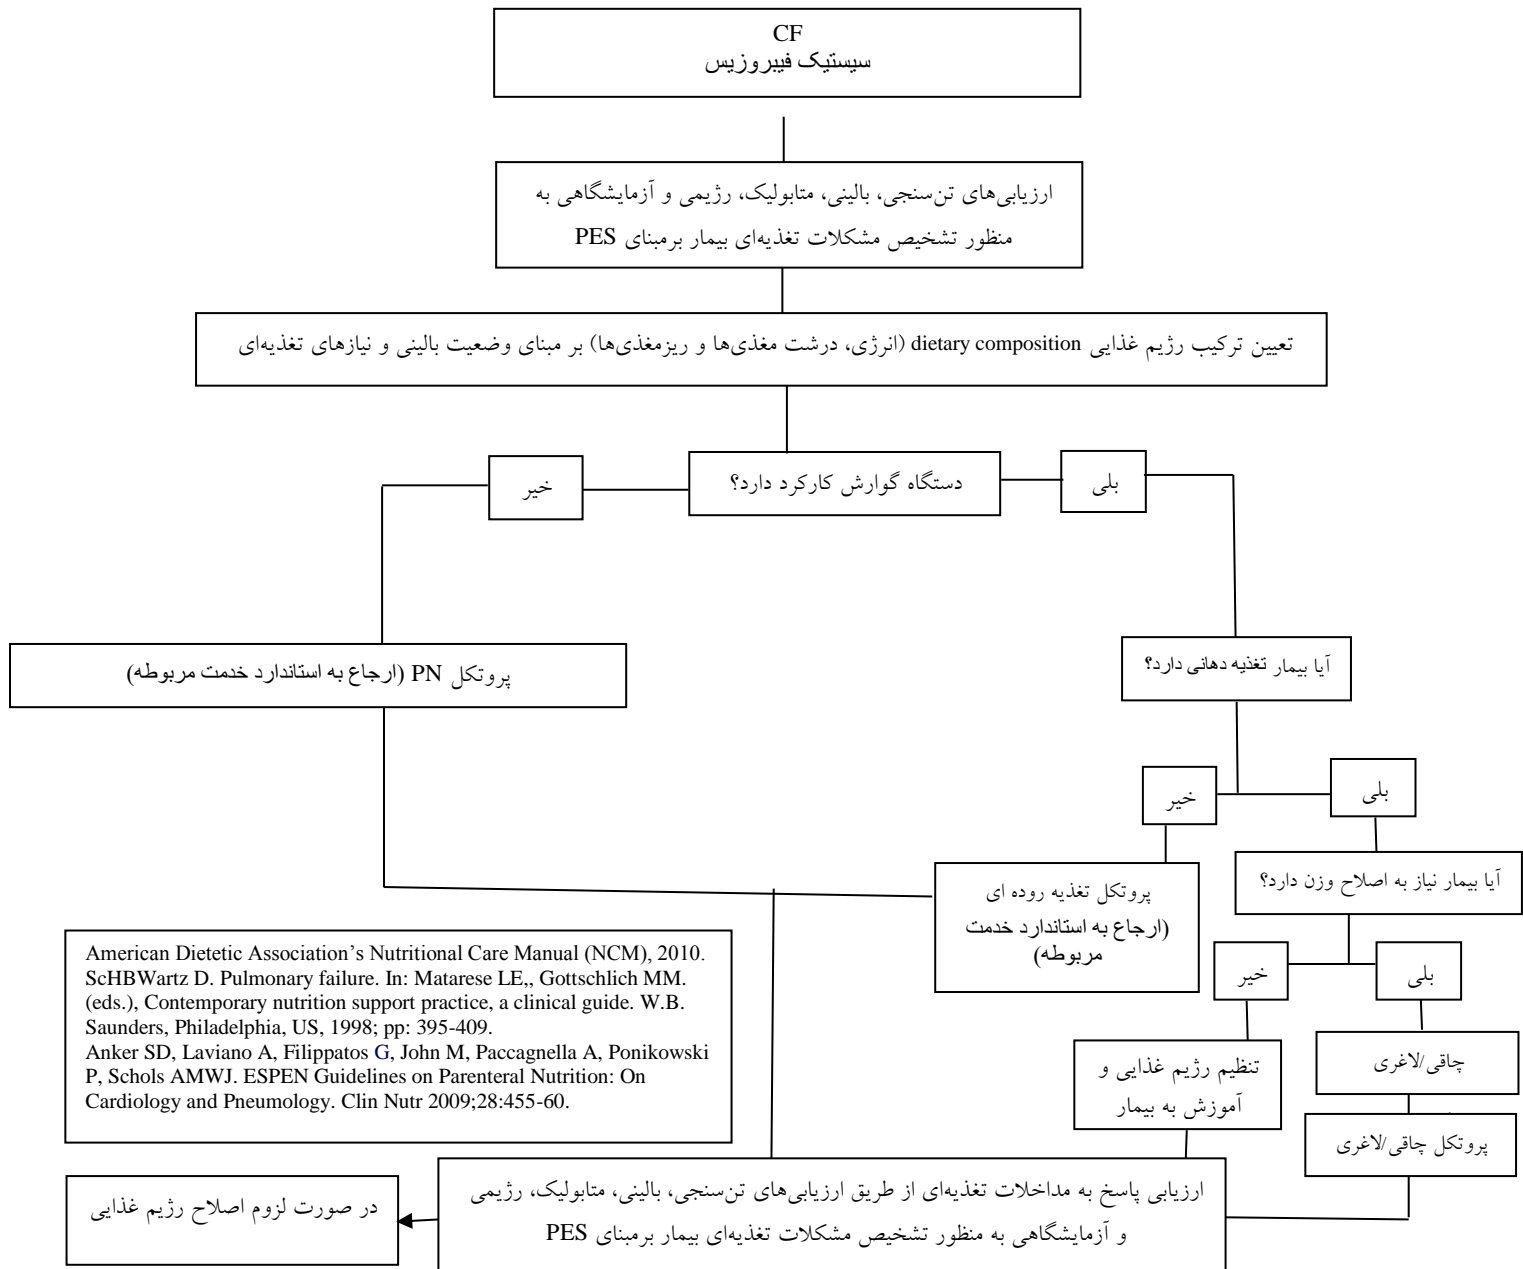 CF
سیستیک فیبروزیس
ارزیابی‌های تن‌سنجی، بالینی، متابولیک، رژیمی و آزمایشگاهی به
منظور تشخیص مشکلات تغذیه‌ای بیمار برمبنای PES
تعیین ترکیب رژیم غذایی dietary composition (انرژی، درشت مغذی‌ها و ریزمغذی‌ها) بر مبنای وضعیت بالینی و نیازهای تغذیه‌ای
دستگاه گوارش کارکرد دارد؟
بلی
خیر
آیا بیمار تغذیه دهانی دارد؟
پروتکل PN (ارجاع به استاندارد خدمت مربوطه)
بلی
خیر
آیا بیمار نیاز به اصلاح وزن دارد؟
پروتکل تغذیه روده ای
(ارجاع به استاندارد خدمت
مربوطه)
بلی
خیر
American Dietetic Association’s Nutritional Care Manual (NCM), 2010.
ScHBWartz D. Pulmonary failure. In: Matarese LE,, Gottschlich MM.
(eds.), Contemporary nutrition support practice, a clinical guide. W.B.
Saunders, Philadelphia, US, 1998; pp: 395-409.
Anker SD, Laviano A, Filippatos G, John M, Paccagnella A, Ponikowski
P, Schols AMWJ. ESPEN Guidelines on Parenteral Nutrition: On
Cardiology and Pneumology. Clin Nutr 2009;28:455-60.
چاقی/لاغری
تنظیم رژیم غذایی و
آموزش به بیمار
پروتکل چاقی/لاغری
ارزیابی پاسخ به مداخلات تغذیه‌ای از طریق ارزیابی‌های تن‌سنجی، بالینی، متابولیک، رژیمی
و آزمایشگاهی به منظور تشخیص مشکلات تغذیه‌ای بیمار برمبنای PES
در صورت لزوم اصلاح رژیم غذایی